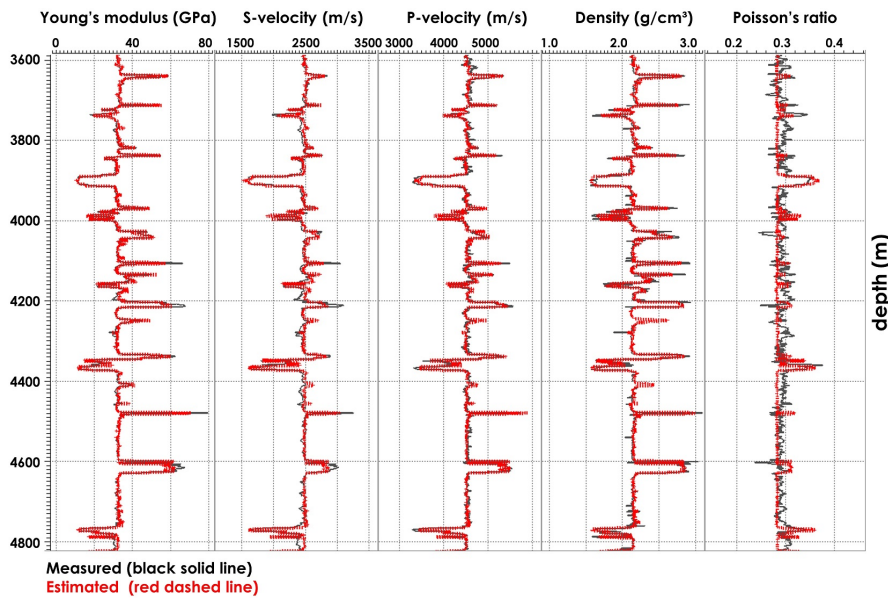 Young's modulus (GPa) S-velocity (m/s) P-velocity (m/s) Density (g/cm³) Poisson's ratio
0 40 80 1500 2500 3500 3000 4000 5000 1.0 2.0 3.0 0.2 0.3 0.4
3600
3800
4000
4200
4400
4600
4800
depth (m)
Measured (black solid line)
Estimated (red dashed line)